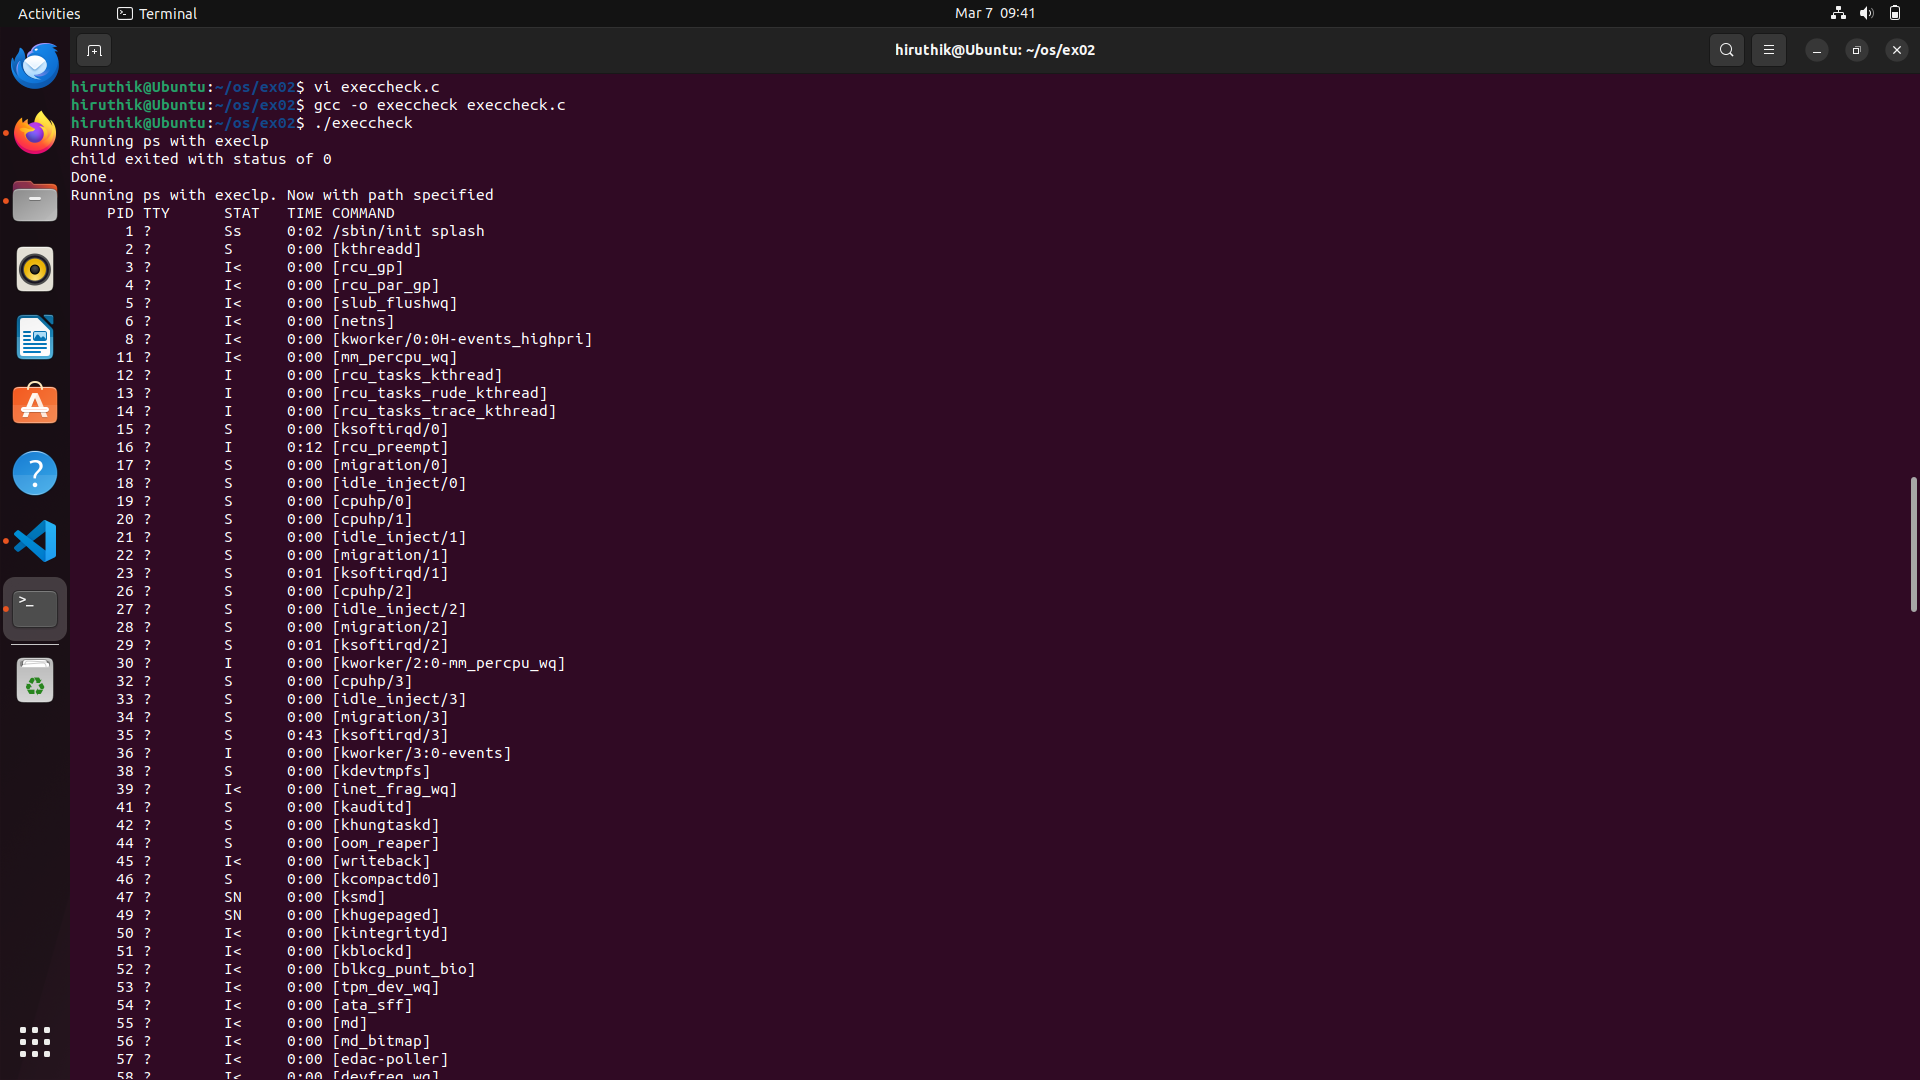 Activities
Terminal
Mar 7 09:41
hiruthik@Ubuntu: ~/os/ex02
hiruthik@Ubuntu:~/os/ex02$ vi execcheck.c
hiruthik@Ubuntu:~/os/ex02$ gcc -o execcheck execcheck.c
hiruthik@Ubuntu:~/os/ex02$ ./execcheck
Running ps with execlp
child exited with status of 0
Done.
Running ps with execlp. Now with path specified
PID TTY STAT TIME COMMAND
1 ? Ss 0:02 /sbin/init splash
2 ? S 0:00 [kthreadd]
3 ? I< 0:00 [rcu_gp]
4 ? I< 0:00 [rcu_par_gp]
5 ? I< 0:00 [slub_flushwq]
6 ? I< 0:00 [netns]
8 ? I< 0:00 [kworker/0:0H-events_highpri]
11 ? I< 0:00 [mm_percpu_wq]
12 ? I 0:00 [rcu_tasks_kthread]
13 ? I 0:00 [rcu_tasks_rude_kthread]
14 ? I 0:00 [rcu_tasks_trace_kthread]
15 ? S 0:00 [ksoftirqd/0]
16 ? I 0:12 [rcu_preempt]
17 ? S 0:00 [migration/0]
18 ? S 0:00 [idle_inject/0]
19 ? S 0:00 [cpuhp/0]
20 ? S 0:00 [cpuhp/1]
21 ? S 0:00 [idle_inject/1]
22 ? S 0:00 [migration/1]
23 ? S 0:01 [ksoftirqd/1]
26 ? S 0:00 [cpuhp/2]
27 ? S 0:00 [idle_inject/2]
28 ? S 0:00 [migration/2]
29 ? S 0:01 [ksoftirqd/2]
30 ? I 0:00 [kworker/2:0-mm_percpu_wq]
32 ? S 0:00 [cpuhp/3]
33 ? S 0:00 [idle_inject/3]
34 ? S 0:00 [migration/3]
35 ? S 0:43 [ksoftirqd/3]
36 ? I 0:00 [kworker/3:0-events]
38 ? S 0:00 [kdevtmpfs]
39 ? I< 0:00 [inet_frag_wq]
41 ? S 0:00 [kauditd]
42 ? S 0:00 [khungtaskd]
44 ? S 0:00 [oom_reaper]
45 ? I< 0:00 [writeback]
46 ? S 0:00 [kcompactd0]
47 ? SN 0:00 [ksmd]
49 ? SN 0:00 [khugepaged]
50 ? I< 0:00 [kintegrityd]
51 ? I< 0:00 [kblockd]
52 ? I< 0:00 [blkcg_punt_bio]
53 ? I< 0:00 [tpm_dev_wq]
54 ? I< 0:00 [ata_sff]
55 ? I< 0:00 [md]
56 ? I< 0:00 [md_bitmap]
57 ? I< 0:00 [edac-poller]
58 ? I< 0:00 [devfreq_wq]